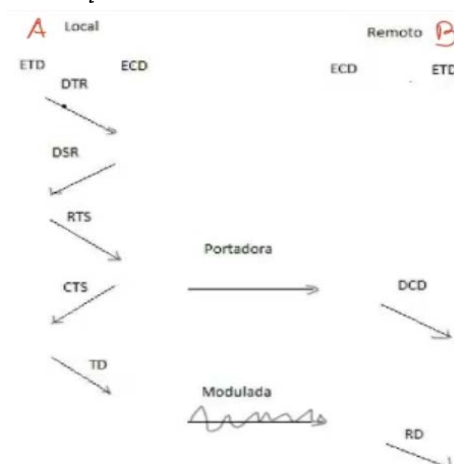 A Local
Remoto B
ETD ECD ECD ETD
DTR
DSR
RTS
Portadora
CTS DCD
TD
Modulada
RD